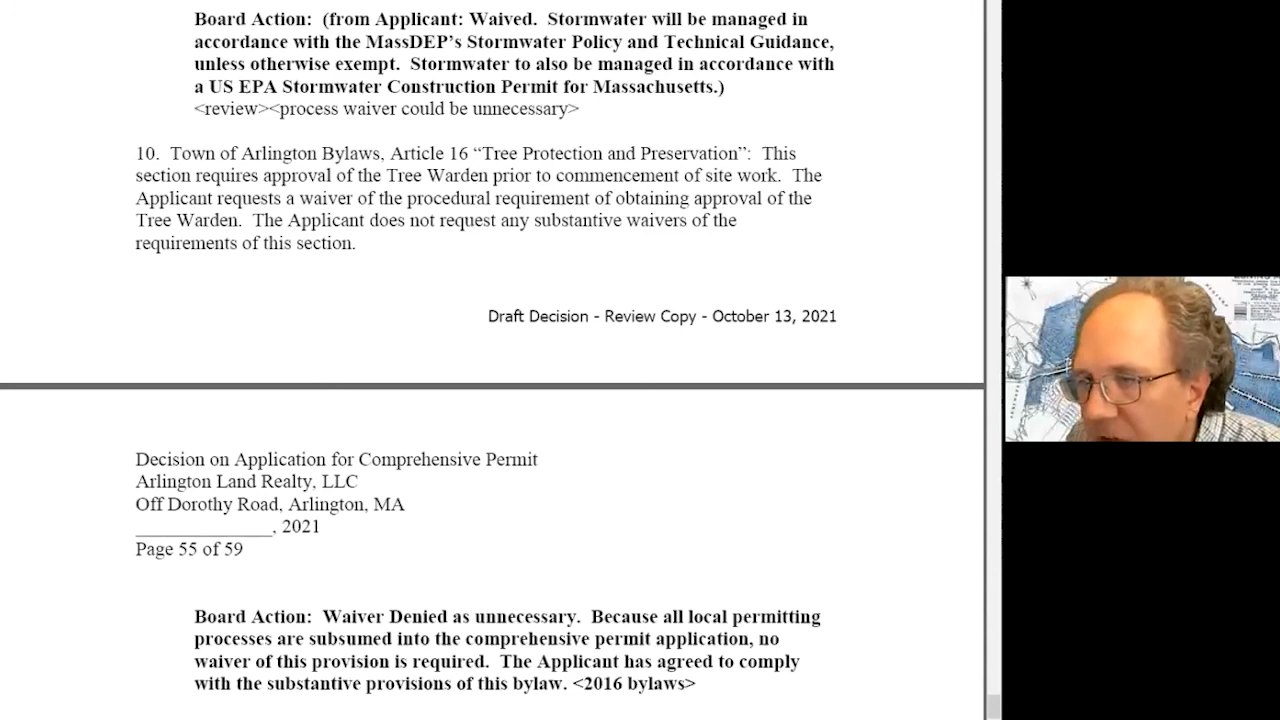 Board Action:  (from Applicant: Waived.  Stormwater will be managed in
accordance with the MassDEP’s Stormwater Policy and Technical Guidance,
unless otherwise exempt.  Stormwater to also be managed in accordance with
a US EPA Stormwater Construction Permit for Massachusetts.)
<review><process waiver could be unnecessary>
10.  Town of Arlington Bylaws, Article 16 “Tree Protection and Preservation”:  This
section requires approval of the Tree Warden prior to commencement of site work.  The
Applicant requests a waiver of the procedural requirement of obtaining approval of the
Tree Warden.  The Applicant does not request any substantive waivers of the
requirements of this section.
Draft Decision - Review Copy - October 13, 2021
Decision on Application for Comprehensive Permit
Arlington Land Realty, LLC
Off Dorothy Road, Arlington, MA
_______________, 2021
Page 55 of 59
Board Action:  Waiver Denied as unnecessary.  Because all local permitting
processes are subsumed into the comprehensive permit application, no
waiver of this provision is required.  The Applicant has agreed to comply
with the substantive provisions of this bylaw. <2016 bylaws>